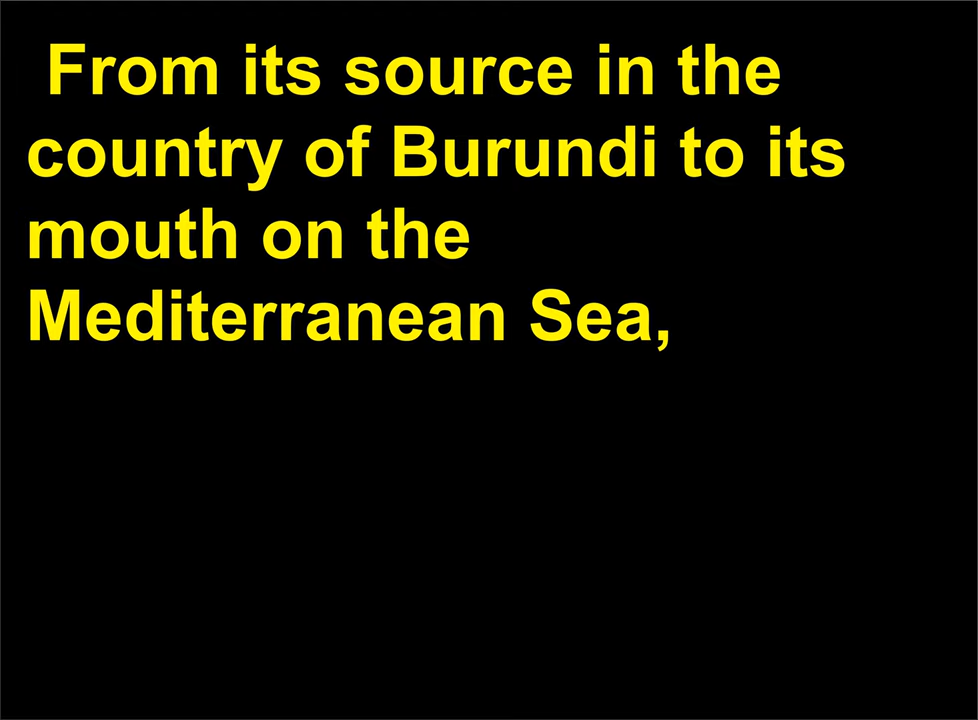 From its source in the
country of Burundi to its
mouth on the
Mediterranean Sea,